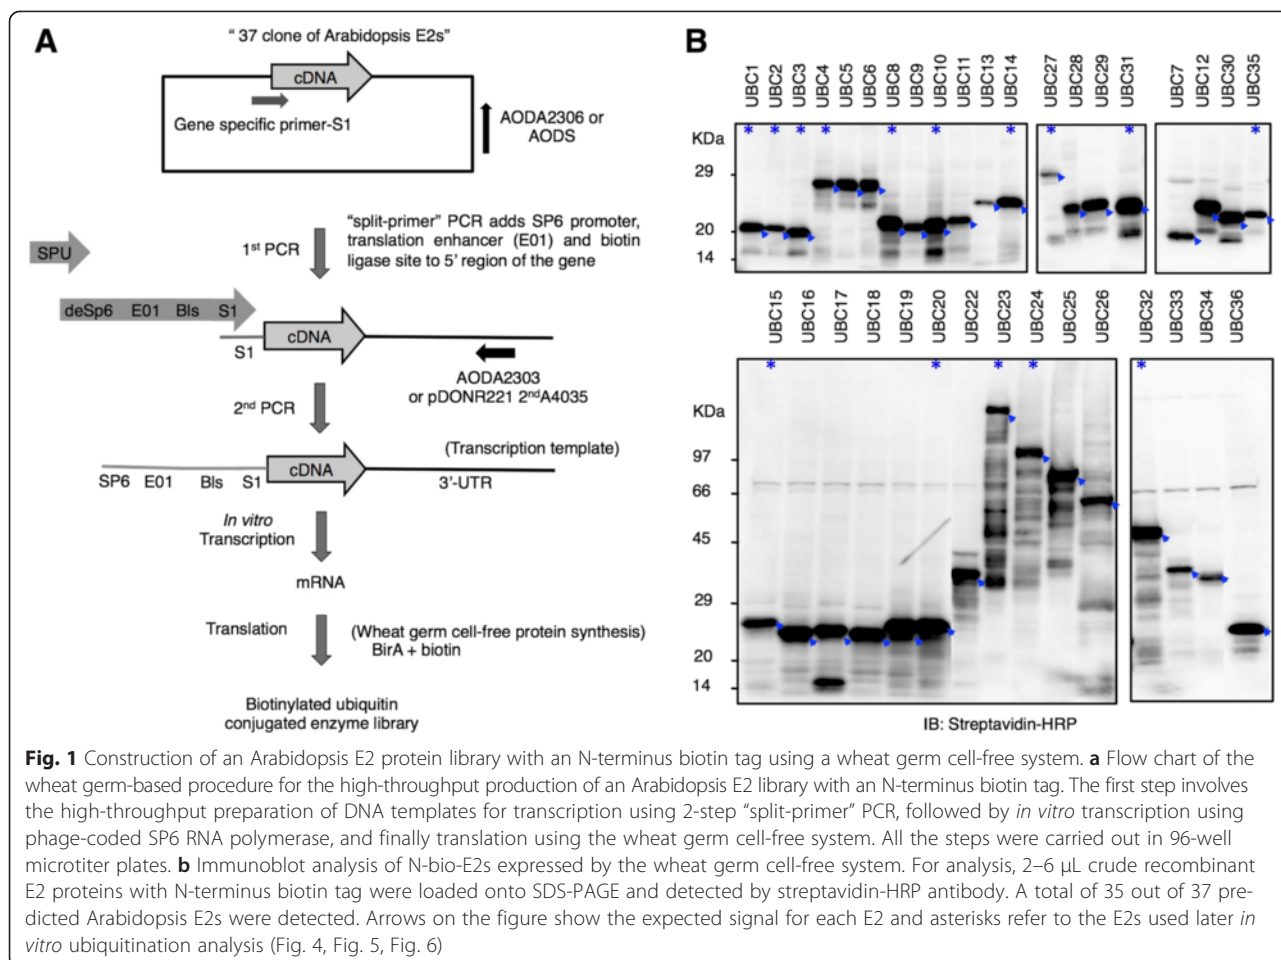 A
" 37 clone of Arabidopsis E2s"
cDNA
Gene specific primer-S1
AODA2306 or
AODS
SPU
1st PCR
"split-primer" PCR adds SP6 promoter,
translation enhancer (E01) and biotin
ligase site to 5' region of the gene
deSp6 E01 Bls S1
S1
cDNA
AODA2303
or pDONR221 2ndA4035
2nd PCR
(Transcription template)
cDNA
SP6 E01 Bls S1
3'-UTR
In vitro
Transcription
mRNA
Translation
(Wheat germ cell-free protein synthesis)
BirA + biotin
Biotinylated ubiquitin
conjugated enzyme library
B
UBC1 UBC2 UBC3 UBC4 UBC5 UBC6 UBC8 UBC9 UBC10 UBC11 UBC13 UBC14 UBC27 UBC28 UBC29 UBC31 UBC7 UBC12 UBC30 UBC35
* * * * * * * * * *
KDa
29
20
14
UBC15 UBC16 UBC17 UBC18 UBC19 UBC20 UBC22 UBC23 UBC24 UBC25 UBC26 UBC32 UBC33 UBC34 UBC36
* * * * *
KDa
97
66
45
29
20
14
IB: Streptavidin-HRP
Fig. 1 Construction of an Arabidopsis E2 protein library with an N-terminus biotin tag using a wheat germ cell-free system. a Flow chart of the
wheat germ-based procedure for the high-throughput production of an Arabidopsis E2 library with an N-terminus biotin tag. The first step involves
the high-throughput preparation of DNA templates for transcription using 2-step "split-primer" PCR, followed by in vitro transcription using
phage-coded SP6 RNA polymerase, and finally translation using the wheat germ cell-free system. All the steps were carried out in 96-well
microtiter plates. b Immunoblot analysis of N-bio-E2s expressed by the wheat germ cell-free system. For analysis, 2–6 μL crude recombinant
E2 proteins with N-terminus biotin tag were loaded onto SDS-PAGE and detected by streptavidin-HRP antibody. A total of 35 out of 37 pre-
dicted Arabidopsis E2s were detected. Arrows on the figure show the expected signal for each E2 and asterisks refer to the E2s used later in
vitro ubiquitination analysis (Fig. 4, Fig. 5, Fig. 6)